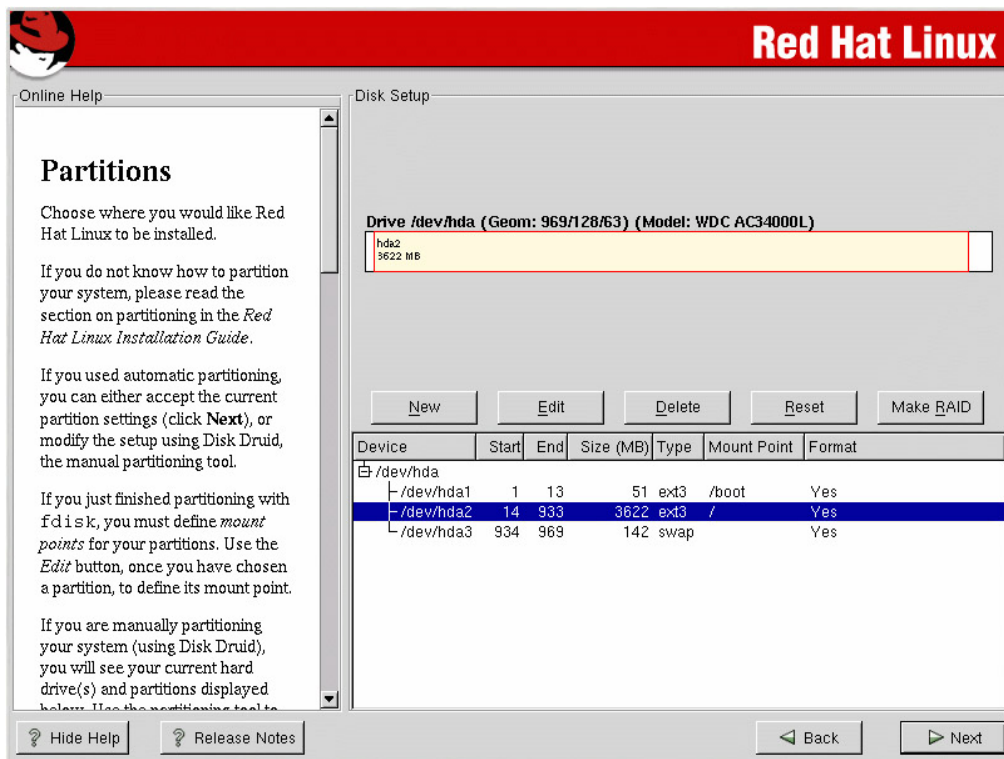 Red Hat Linux
Online Help
Partitions
Choose where you would like Red
Hat Linux to be installed.
If you do not know how to partition
your system, please read the
section on partitioning in the Red
Hat Linux Installation Guide.
If you used automatic partitioning,
you can either accept the current
partition settings (click Next), or
modify the setup using Disk Druid,
the manual partitioning tool.
If you just finished partitioning with
fdisk, you must define mount
points for your partitions. Use the
Edit button, once you have chosen
a partition, to define its mount point.
If you are manually partitioning
your system (using Disk Druid),
you will see your current hard
drive(s) and partitions displayed
below. Use the partitioning tool to
Disk Setup
Drive /dev/hda (Geom: 969/128/63) (Model: WDC AC34000L)
hda2
3622 MB
New Edit Delete Reset Make RAID
Device Start End Size (MB) Type Mount Point Format
/dev/hda
/dev/hda1 1 13 51 ext3 /boot Yes
/dev/hda2 14 933 3622 ext3 / Yes
/dev/hda3 934 969 142 swap Yes
? Hide Help ? Release Notes Back Next